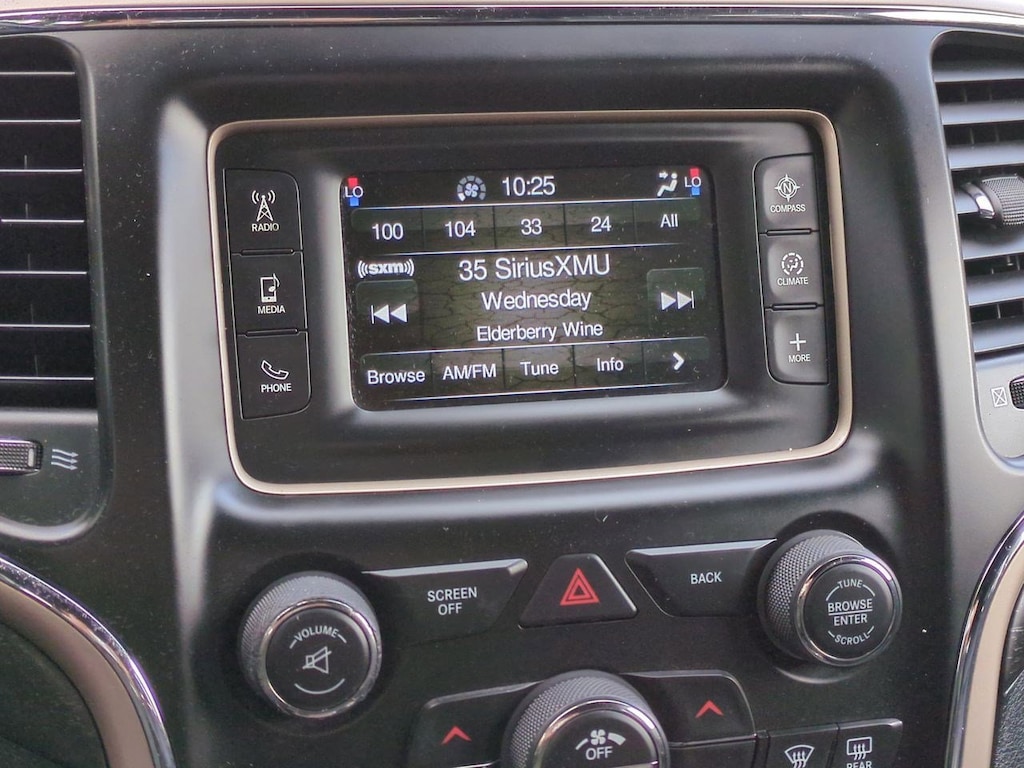 LO 10:25 LO
100 104 33 24 All
((sxm)) 35 SiriusXMU
Wednesday
Elderberry Wine
Browse AM/FM Tune Info
RADIO
MEDIA
PHONE
N
COMPASS
CLIMATE
MORE
SCREEN
OFF
BACK
VOLUME
TUNE
BROWSE
ENTER
SCROLL
OFF
REAR